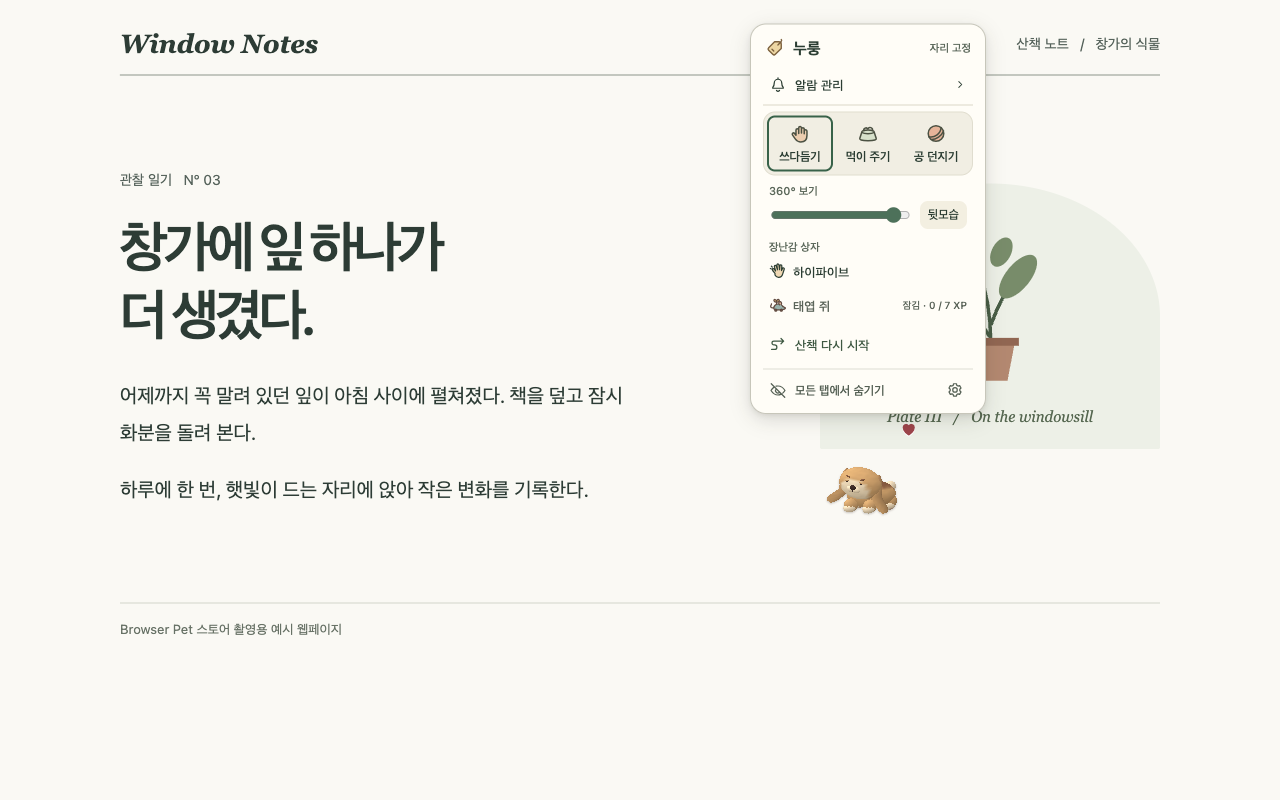 Window Notes
산책 노트 / 창가의 식물
관찰 일기 N° 03
창가에 잎 하나가
더 생겼다.
어제까지 꼭 말려 있던 잎이 아침 사이에 펼쳐졌다. 책을 덮고 잠시
화분을 돌려 본다.
하루에 한 번, 햇빛이 드는 자리에 앉아 작은 변화를 기록한다.
누룽
자리 고정
알람 관리
쓰다듬기
먹이 주기
공 던지기
360° 보기
뒷모습
장난감 상자
하이파이브
태엽 쥐
잠김 · 0 / 7 XP
산책 다시 시작
모든 탭에서 숨기기
Plate III / On the windowsill
Browser Pet 스토어 촬영용 예시 웹페이지